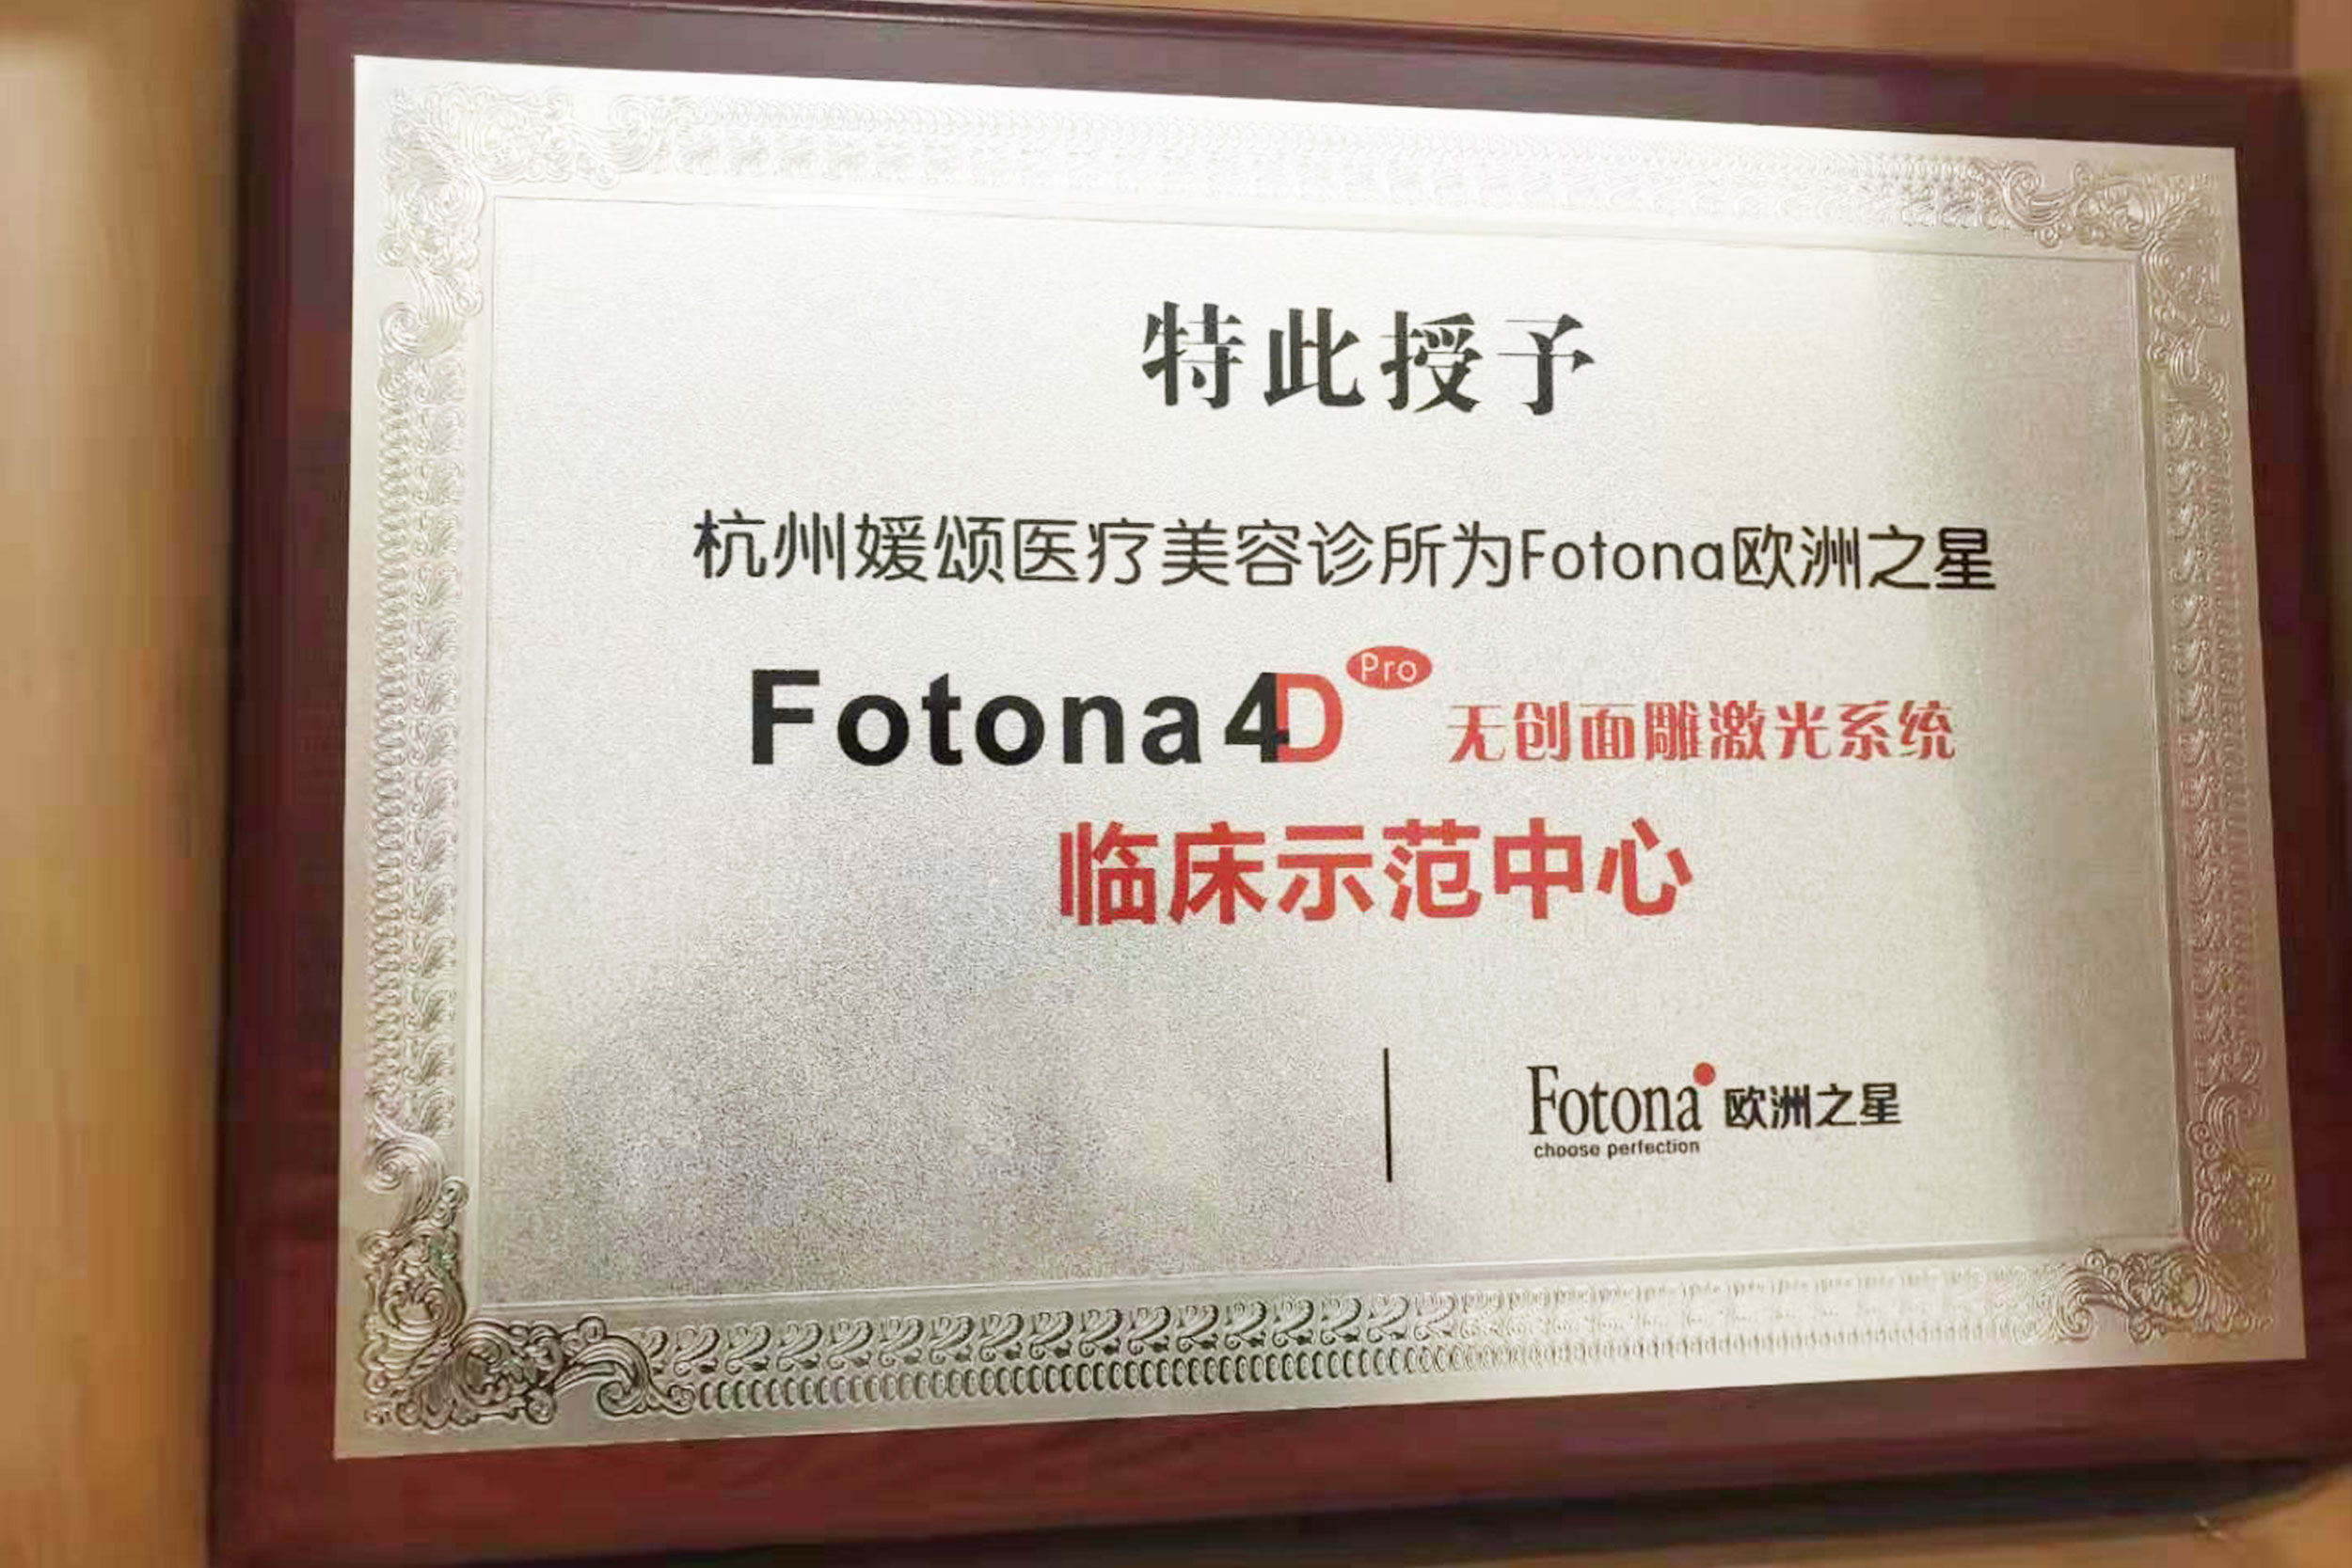 特此授予
杭州媛颂医疗美容诊所为Fotona欧洲之星
Fotona 4D Pro 无创面雕激光系统
临床示范中心
Fotona 欧洲之星
choose perfection